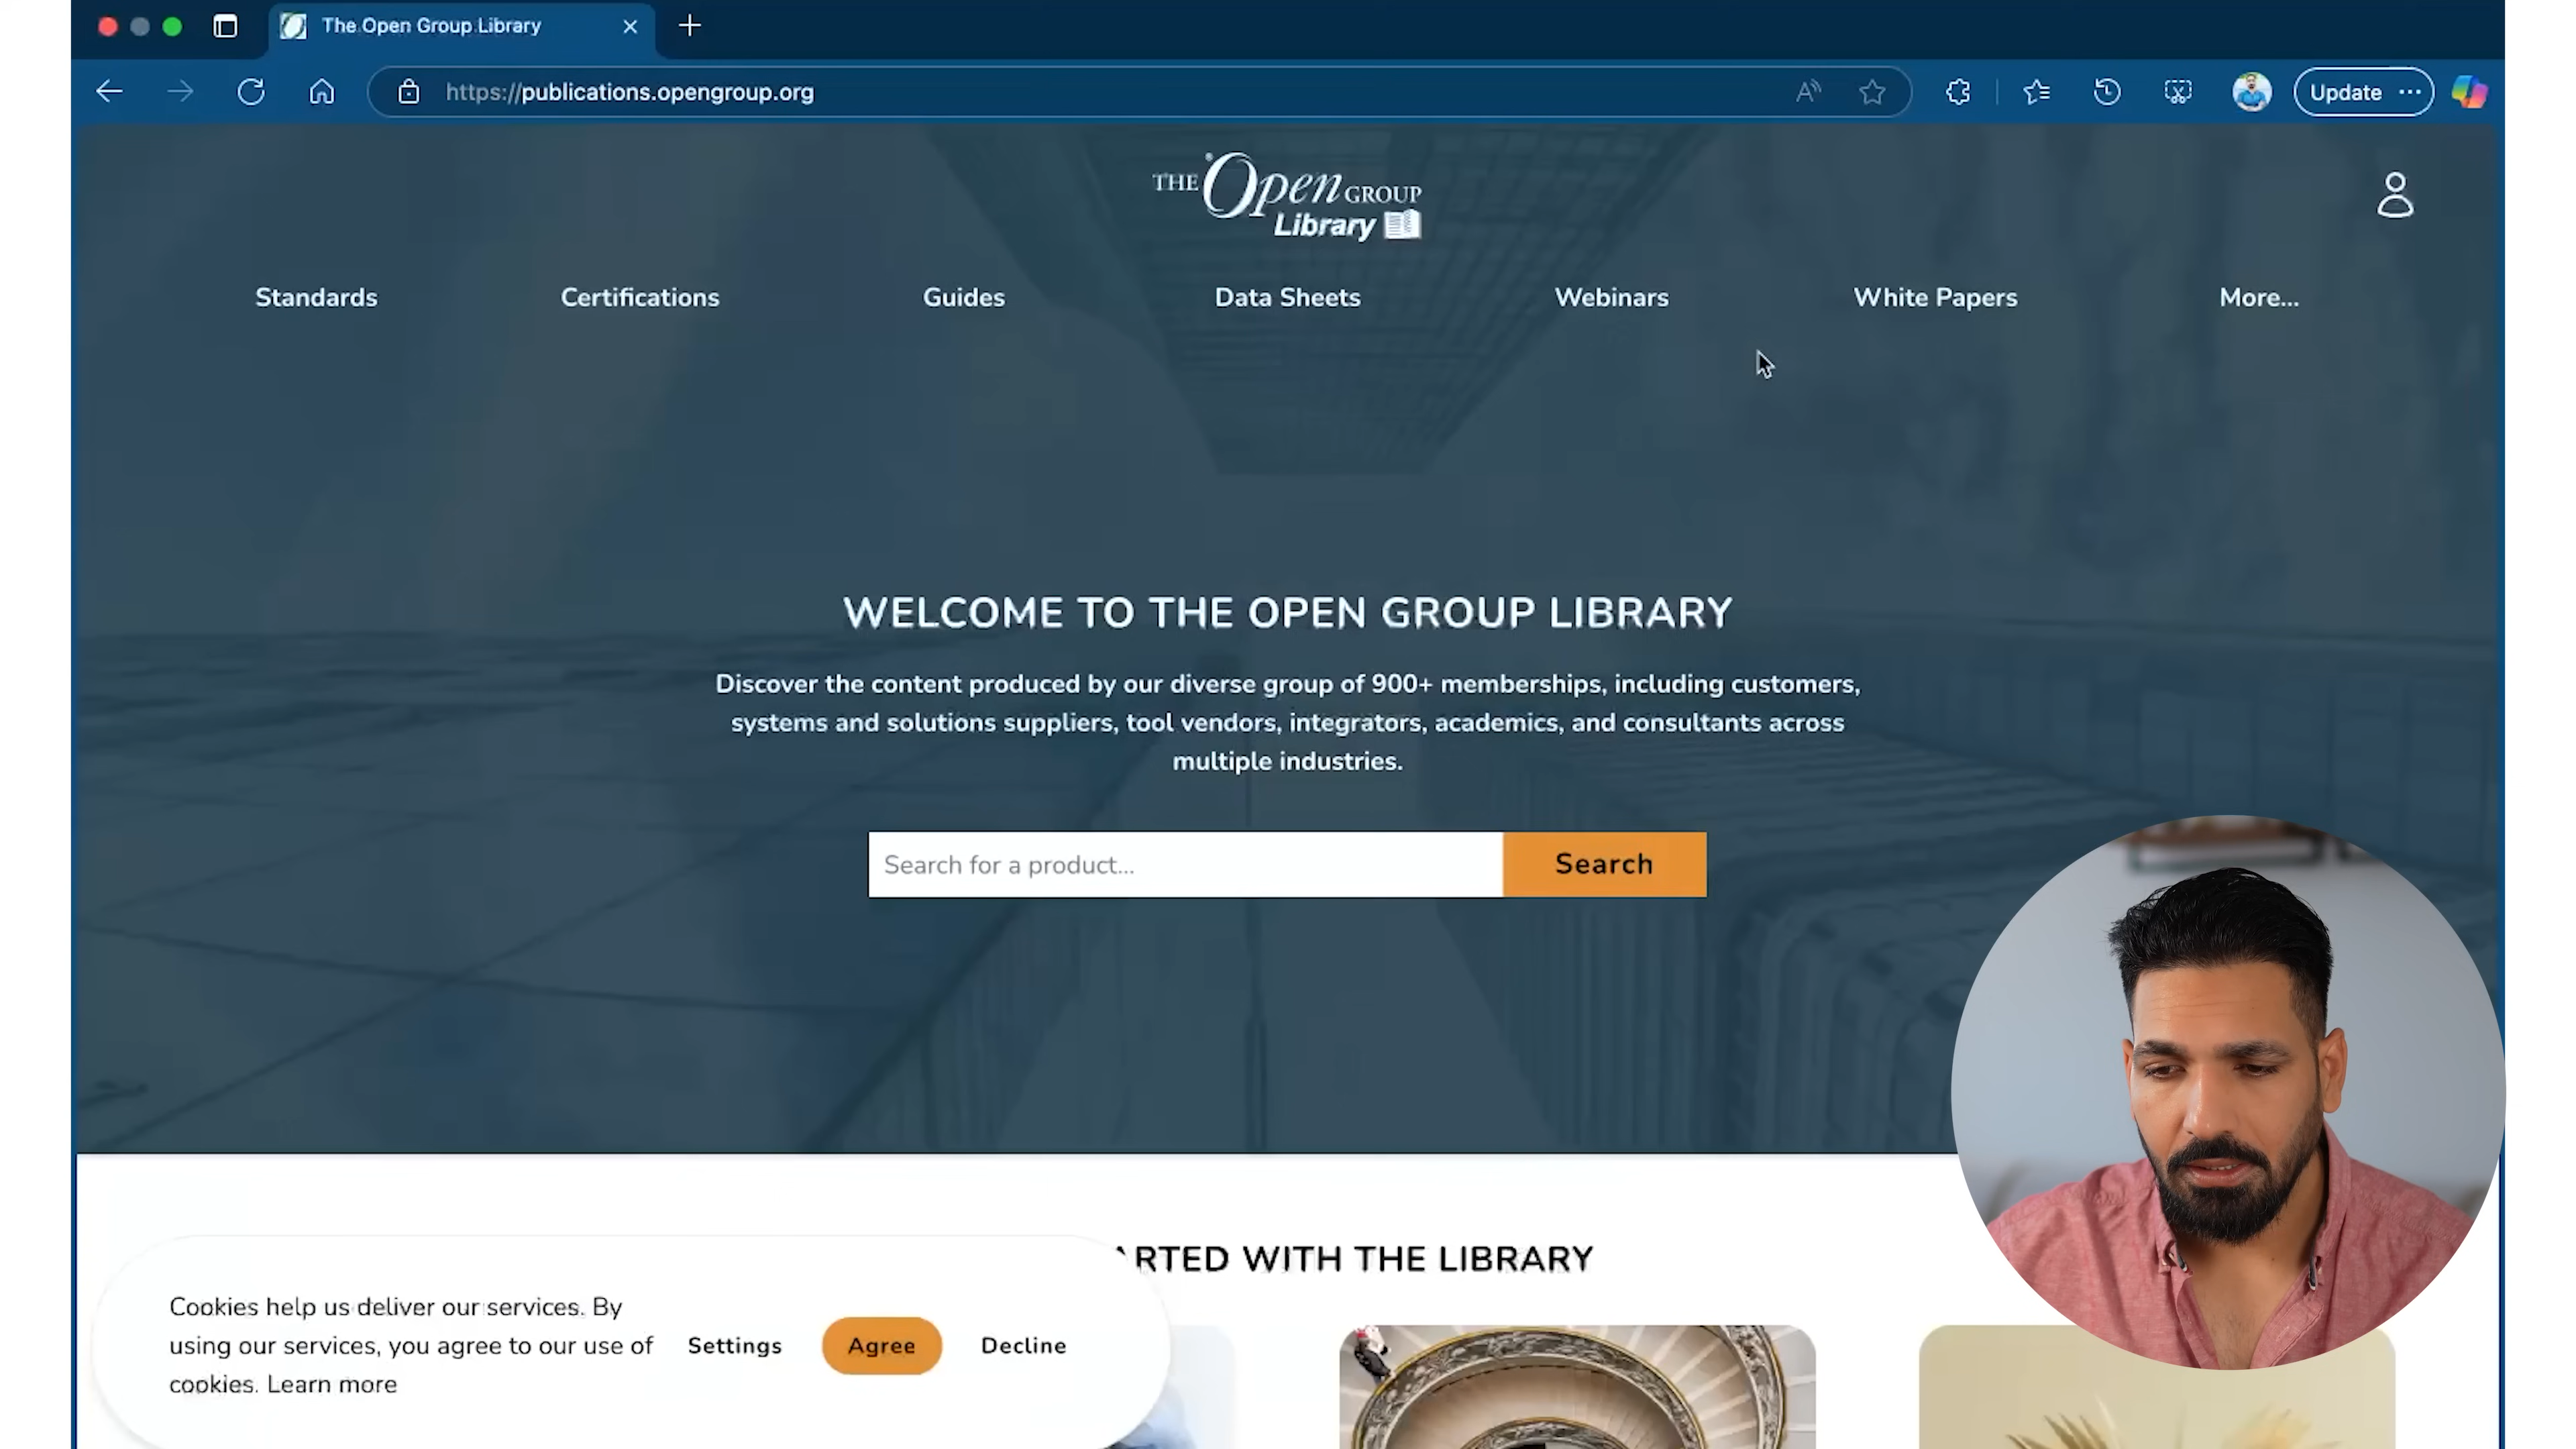 The Open Group Library
https://publications.opengroup.org
Update
THE Open GROUP
Library
Standards
Certifications
Guides
Data Sheets
Webinars
White Papers
More...
WELCOME TO THE OPEN GROUP LIBRARY
Discover the content produced by our diverse group of 900+ memberships, including customers,
systems and solutions suppliers, tool vendors, integrators, academics, and consultants across
multiple industries.
Search for a product...
Search
RTED WITH THE LIBRARY
Cookies help us deliver our services. By
using our services, you agree to our use of
cookies. Learn more
Settings
Agree
Decline